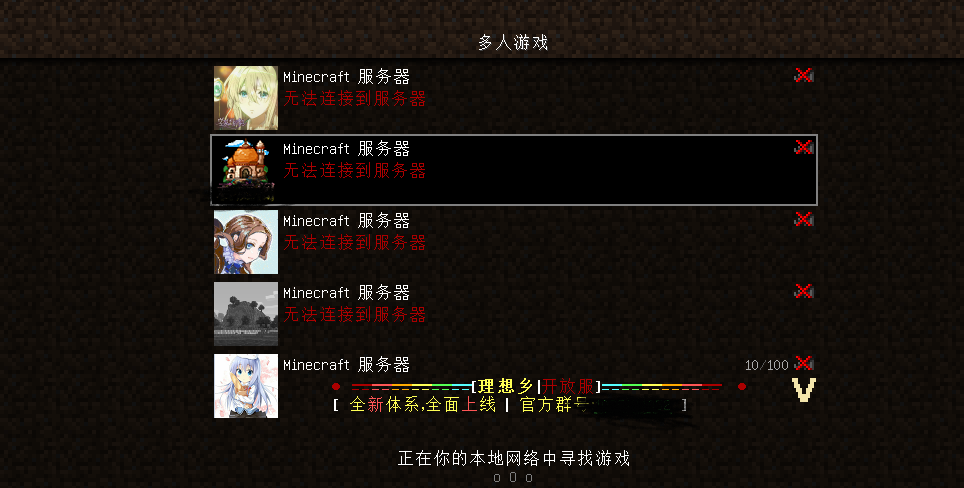 多人游戏
Minecraft 服务器
无法连接到服务器
Minecraft 服务器
无法连接到服务器
Minecraft 服务器
无法连接到服务器
Minecraft 服务器
无法连接到服务器
Minecraft 服务器 10/100
[理想乡|开放服]
[ 全新体系,全面上线 | 官方群号 ]
正在你的本地网络中寻找游戏
o O o